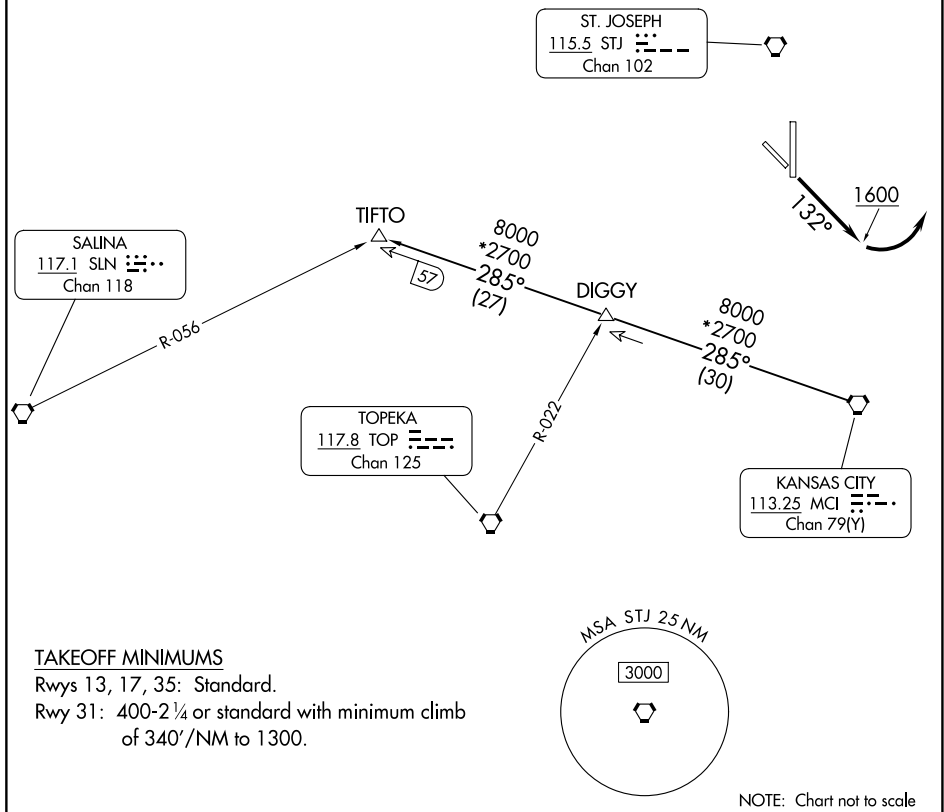 ST. JOSEPH
115.5 STJ
Chan 102
132°
1600
TIFTO
8000
*2700
285°
(27)
57
DIGGY
8000
*2700
285°
(30)
SALINA
117.1 SLN
Chan 118
R-056
R-022
TOPEKA
117.8 TOP
Chan 125
KANSAS CITY
113.25 MCI
Chan 79(Y)
TAKEOFF MINIMUMS
Rwys 13, 17, 35: Standard.
Rwy 31: 400-2¼ or standard with minimum climb
of 340'/NM to 1300.
MSA STJ 25 NM
3000
NOTE: Chart not to scale